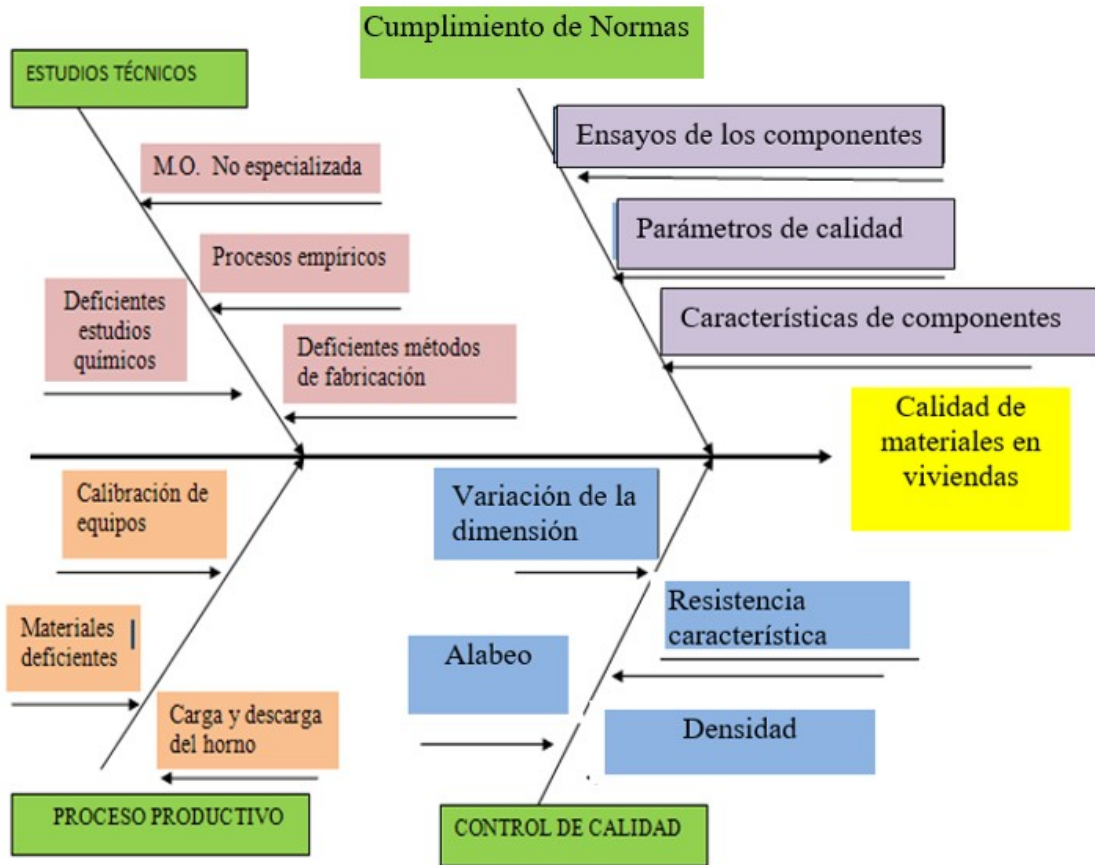 Cumplimiento de Normas
ESTUDIOS TÉCNICOS
Ensayos de los componentes
M.O. No especializada
Parámetros de calidad
Procesos empíricos
Deficientes
estudios
químicos
Características de componentes
Deficientes métodos
de fabricación
Calidad de
materiales en
viviendas
Calibración de
equipos
Variación de la
dimensión
Materiales
deficientes
Resistencia
característica
Alabeo
Carga y descarga
del horno
Densidad
PROCESO PRODUCTIVO
CONTROL DE CALIDAD